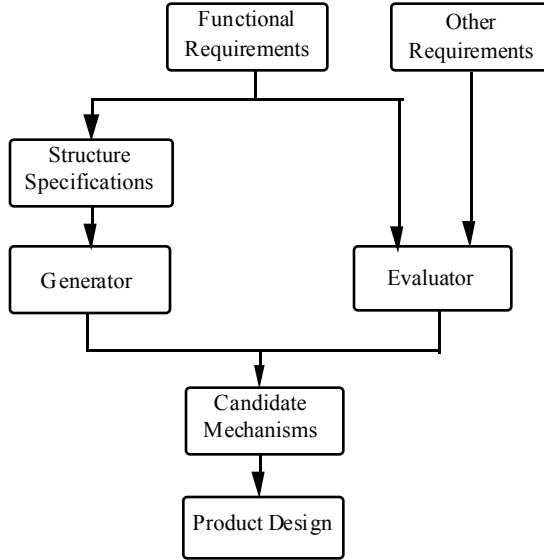 Functional
Requirements
Other
Requirements
Structure
Specifications
Generator
Evaluator
Candidate
Mechanisms
Product Design